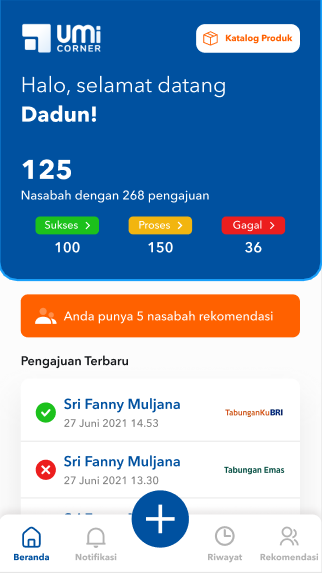 UMi
CORNER
Katalog Produk
Halo, selamat datang
Dadun!
125
Nasabah dengan 268 pengajuan
Sukses > Proses > Gagal >
100 150 36
Anda punya 5 nasabah rekomendasi
Pengajuan Terbaru
Sri Fanny Muljana
27 Juni 2021 14.53
TabunganKuBRI
Sri Fanny Muljana
27 Juni 2021 13.30
Tabungan Emas
Beranda Notifikasi Riwayat Rekomendasi